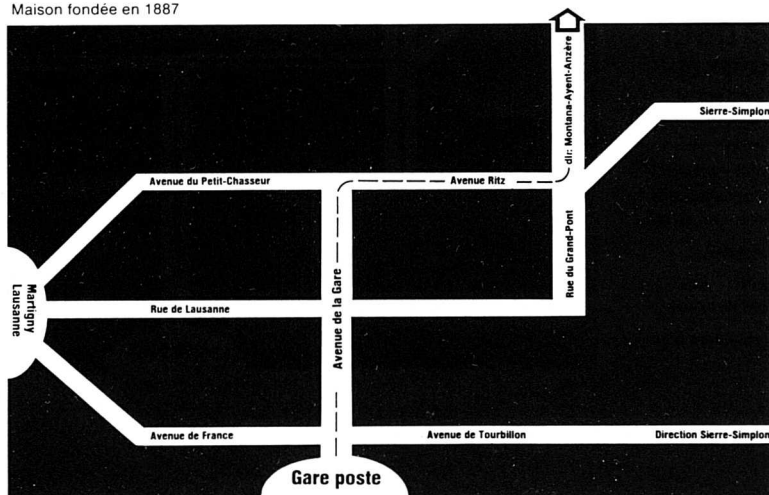 Maison fondée en 1887
dir. Montana-Ayent-Anzère
Sierre-Simplon
Avenue du Petit-Chasseur
Avenue Ritz
Rue du Grand-Pont
Martigny
Lausanne
Rue de Lausanne
Avenue de la Gare
Avenue de France
Avenue de Tourbillon
Direction Sierre-Simplon
Gare poste